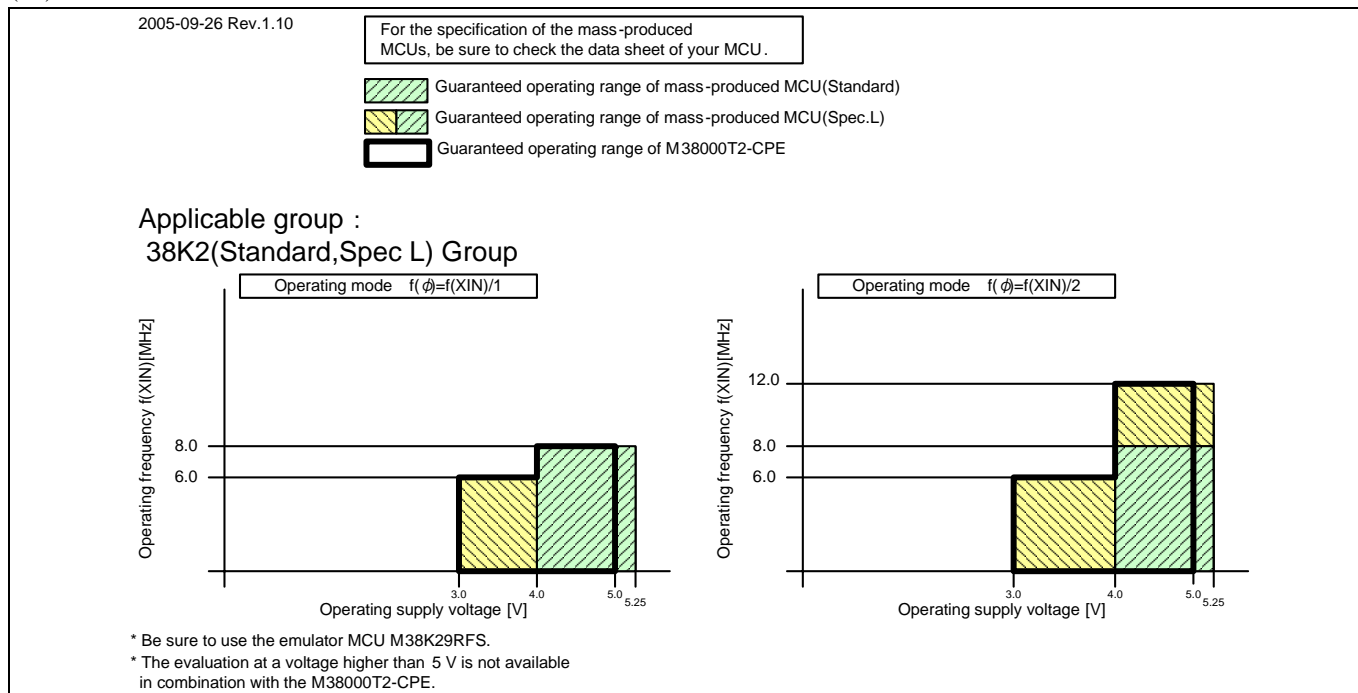 2005-09-26 Rev.1.10
For the specification of the mass-produced
MCUs, be sure to check the data sheet of your MCU.
Guaranteed operating range of mass-produced MCU(Standard)
Guaranteed operating range of mass-produced MCU(Spec.L)
Guaranteed operating range of M38000T2-CPE
Applicable group :
38K2(Standard,Spec L) Group
Operating mode f(ϕ)=f(XIN)/1
Operating frequency f(XIN)[MHz]
8.0
6.0
3.0
4.0
5.0
5.25
Operating supply voltage [V]
Operating mode f(ϕ)=f(XIN)/2
Operating frequency f(XIN)[MHz]
12.0
8.0
6.0
3.0
4.0
5.0
5.25
Operating supply voltage [V]
* Be sure to use the emulator MCU M38K29RFS.
* The evaluation at a voltage higher than 5 V is not available
in combination with the M38000T2-CPE.